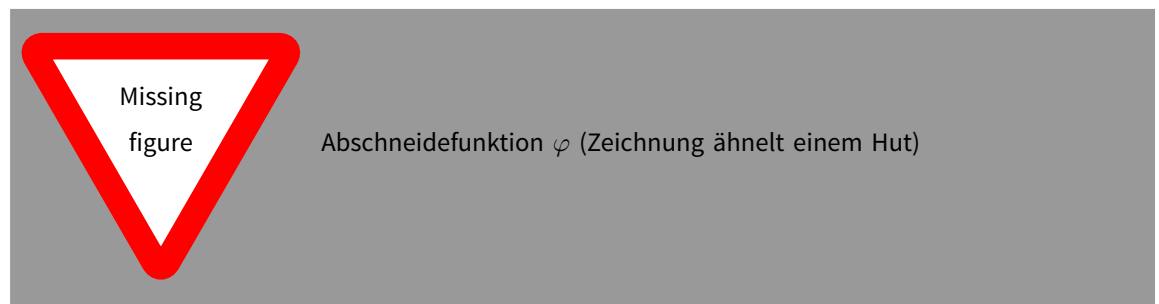 Missing
figure
Abschneidefunktion φ (Zeichnung ähnelt einem Hut)